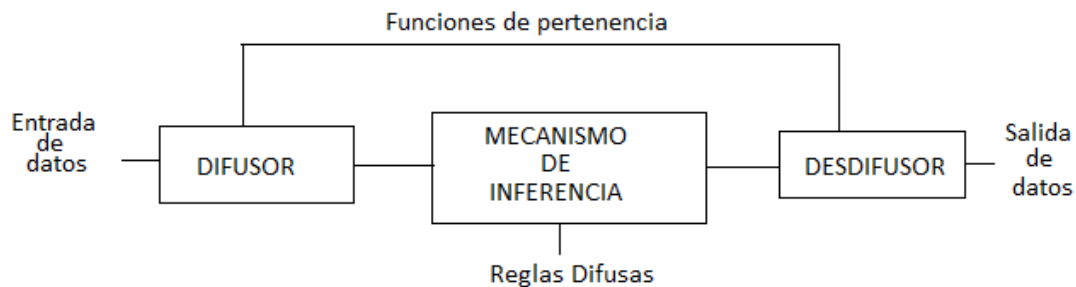 Funciones de pertenencia
Entrada
de
datos
DIFUSOR
MECANISMO
DE
INFERENCIA
DESDIFUSOR
Salida
de
datos
Reglas Difusas